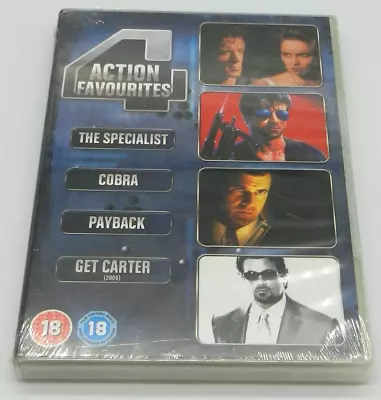 4
ACTION
FAVOURITES
THE SPECIALIST
COBRA
PAYBACK
GET CARTER
(2000)
18
18